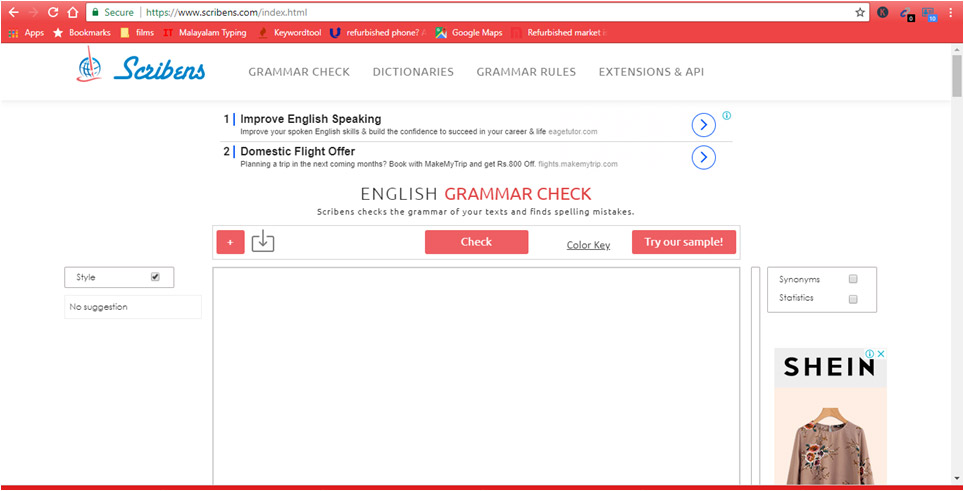 Secure https://www.scribens.com/index.html
0 10
Apps Bookmarks films IT Malayalam Typing Keywordtool refurbished phone? A Google Maps Refurbished market i
Scribens GRAMMAR CHECK DICTIONARIES GRAMMAR RULES EXTENSIONS & API
1 Improve English Speaking
Improve your spoken English skills & build the confidence to succeed in your career & life eagetutor.com
2 Domestic Flight Offer
Planning a trip in the next coming months? Book with MakeMyTrip and get Rs.800 Off. flights.makemytrip.com
ENGLISH GRAMMAR CHECK
Scribens checks the grammar of your texts and finds spelling mistakes.
+ Check Color Key Try our sample!
Style
No suggestion
Synonyms
Statistics
SHEIN